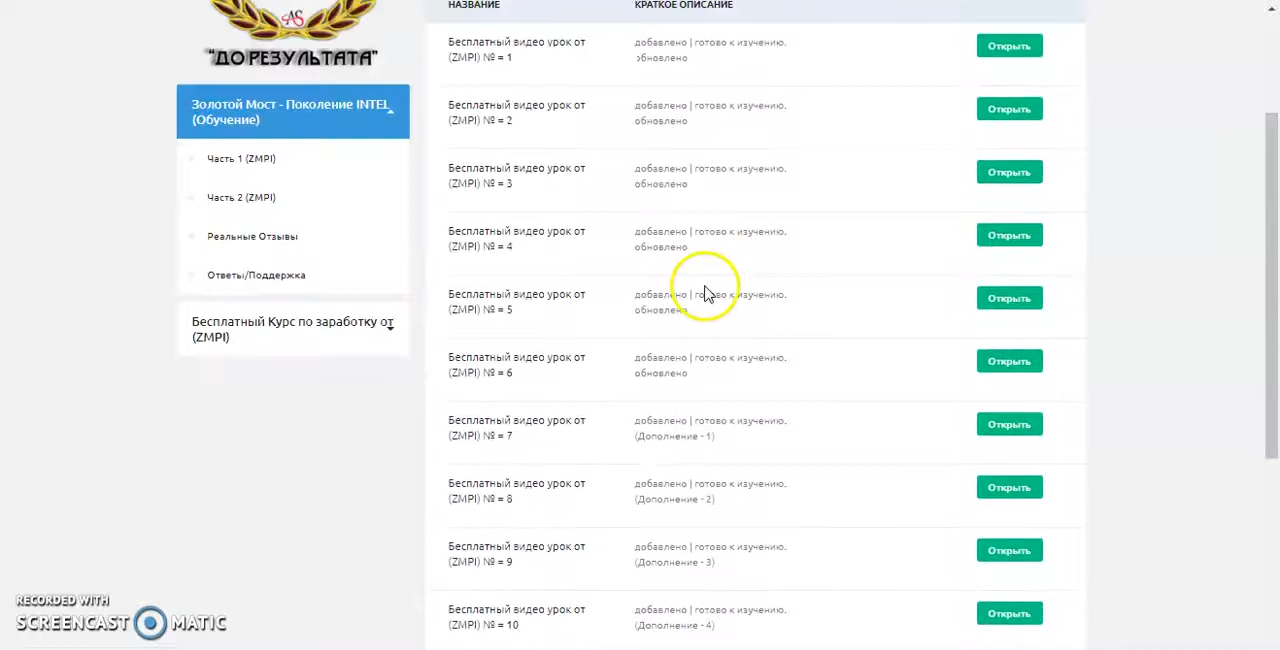 AS
"ДО РЕЗУЛЬТАТА"
Золотой Мост - Поколение INTEL
(Обучение)
Часть 1 (ZMPI)
Часть 2 (ZMPI)
Реальные Отзывы
Ответы/Поддержка
Бесплатный Курс по заработку от
(ZMPI)
НАЗВАНИЕ КРАТКОЕ ОПИСАНИЕ
Бесплатный видео урок от добавлено | готово к изучению. Открыть
(ZMPI) № = 1 обновлено
Бесплатный видео урок от добавлено | готово к изучению. Открыть
(ZMPI) № = 2 обновлено
Бесплатный видео урок от добавлено | готово к изучению. Открыть
(ZMPI) № = 3 обновлено
Бесплатный видео урок от добавлено | готово к изучению. Открыть
(ZMPI) № = 4 обновлено
Бесплатный видео урок от добавлено | готово к изучению. Открыть
(ZMPI) № = 5 обновлено
Бесплатный видео урок от добавлено | готово к изучению. Открыть
(ZMPI) № = 6 обновлено
Бесплатный видео урок от добавлено | готово к изучению. Открыть
(ZMPI) № = 7 (Дополнение - 1)
Бесплатный видео урок от добавлено | готово к изучению. Открыть
(ZMPI) № = 8 (Дополнение - 2)
Бесплатный видео урок от добавлено | готово к изучению. Открыть
(ZMPI) № = 9 (Дополнение - 3)
Бесплатный видео урок от добавлено | готово к изучению. Открыть
(ZMPI) № = 10 (Дополнение - 4)
RECORDED WITH
SCREENCAST MATIC